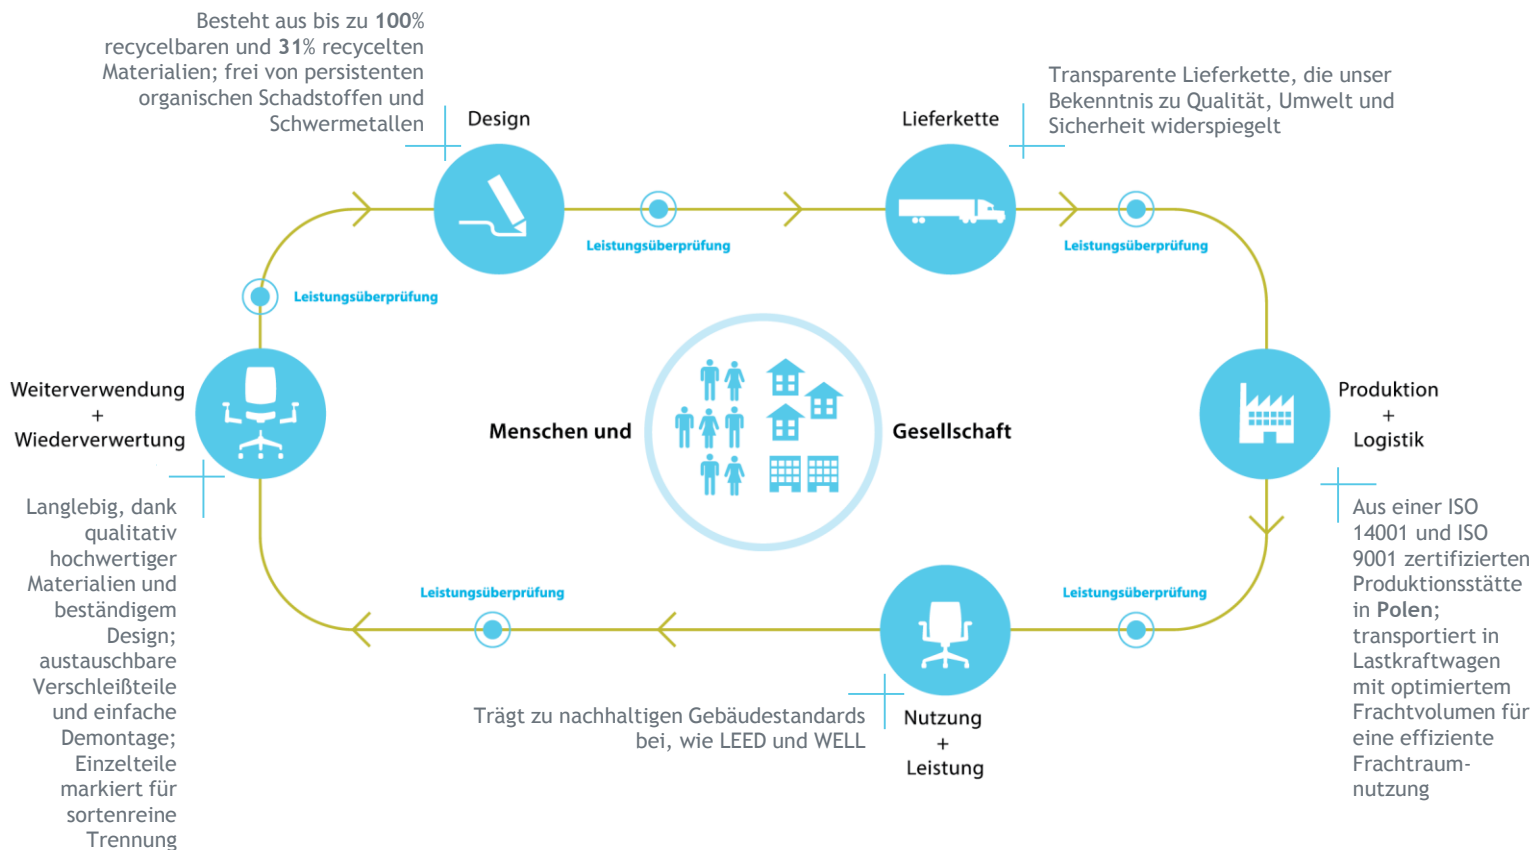 Besteht aus bis zu 100%
recycelbaren und 31% recycelten
Materialien; frei von persistenten
organischen Schadstoffen und
Schwermetallen
Design
Lieferkette
Transparente Lieferkette, die unser
Bekenntnis zu Qualität, Umwelt und
Sicherheit widerspiegelt
Leistungsüberprüfung
Leistungsüberprüfung
Leistungsüberprüfung
Weiterverwendung
+
Wiederverwertung
Menschen und
Gesellschaft
Produktion
+
Logistik
Langlebig, dank
qualitativ
hochwertiger
Materialien und
beständigem
Design;
austauschbare
Verschleißteile
und einfache
Demontage;
Einzelteile
markiert für
sortenreine
Trennung
Leistungsüberprüfung
Leistungsüberprüfung
Aus einer ISO
14001 und ISO
9001 zertifizierten
Produktionsstätte
in Polen;
transportiert in
Lastkraftwagen
mit optimiertem
Frachtvolumen für
eine effiziente
Frachtraum-
nutzung
Trägt zu nachhaltigen Gebäudestandards
bei, wie LEED und WELL
Nutzung
+
Leistung